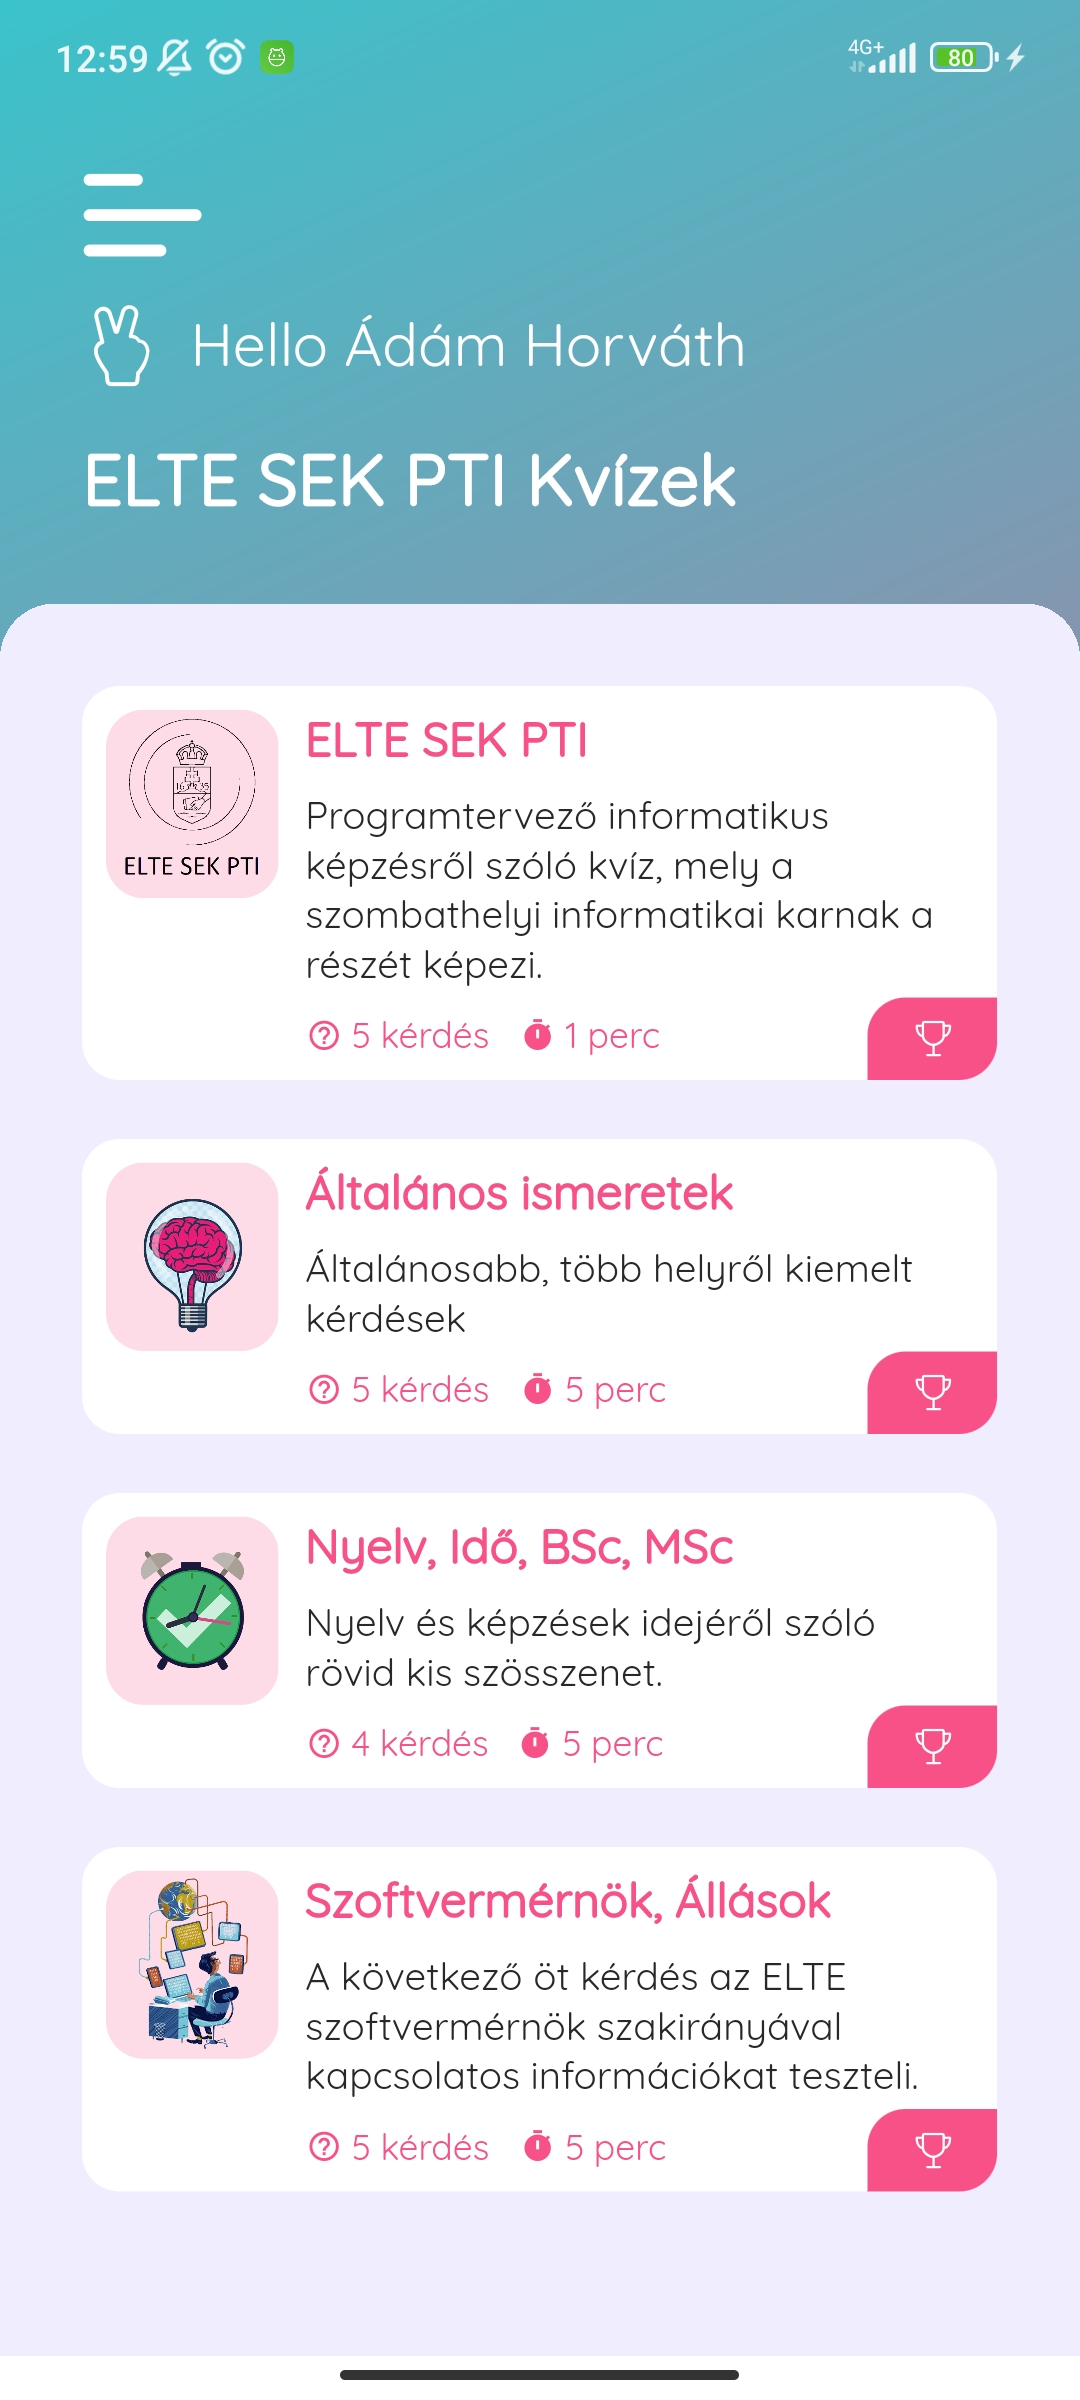 12:59
4G+
80
Hello Ádám Horváth
ELTE SEK PTI Kvízek
ELTE SEK PTI
1635
ELTE SEK PTI
Programtervező informatikus
képzésről szóló kvíz, mely a
szombathelyi informatikai karnak a
részét képezi.
5 kérdés 1 perc
Általános ismeretek
Általánosabb, több helyről kiemelt
kérdések
5 kérdés 5 perc
Nyelv, Idő, BSc, MSc
Nyelv és képzések idejéről szóló
rövid kis szösszenet.
4 kérdés 5 perc
Szoftvermérnök, Állások
A következő öt kérdés az ELTE
szoftvermérnök szakirányával
kapcsolatos információkat teszteli.
5 kérdés 5 perc